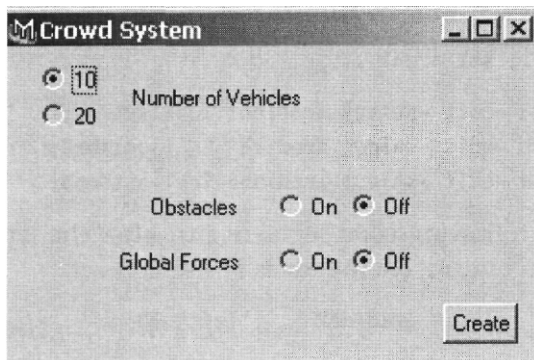 Crowd System
10
20
Number of Vehicles
Obstacles On Off
Global Forces On Off
Create